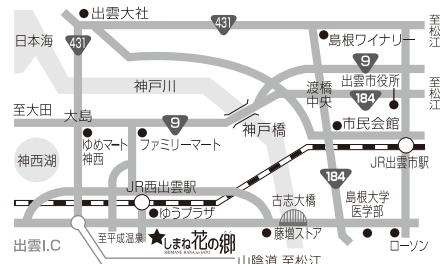 出雲大社
431
至松江
日本海
431
島根ワイナリー
9
出雲市役所
神戸川
渡橋
中央
184
至松江
至大田
大島
9
神戸橋
市民会館
ゆめマート
神西
ファミリーマート
神西湖
JR出雲市駅
JR西出雲駅
184
古志大橋
島根大学
医学部
ゆうプラザ
至平成温泉
しまね花の郷
SHIMANE HANA no SATO
藤増ストア
ローソン
出雲I.C
山陰道 至松江